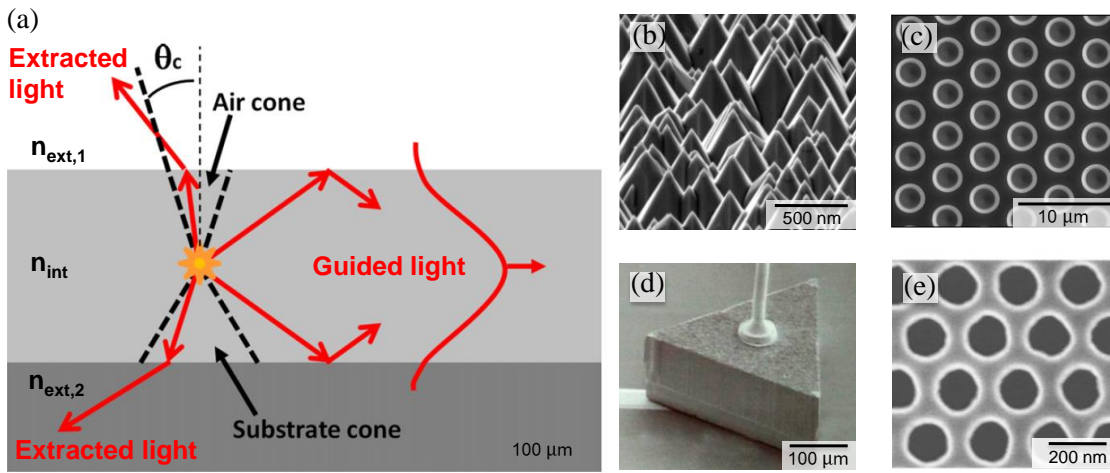 (a)
Extracted
light
θc
Air cone
next,1
nint
Guided light
next,2
Substrate cone
Extracted light
100 µm
(b)
500 nm
(c)
10 µm
(d)
100 µm
(e)
200 nm